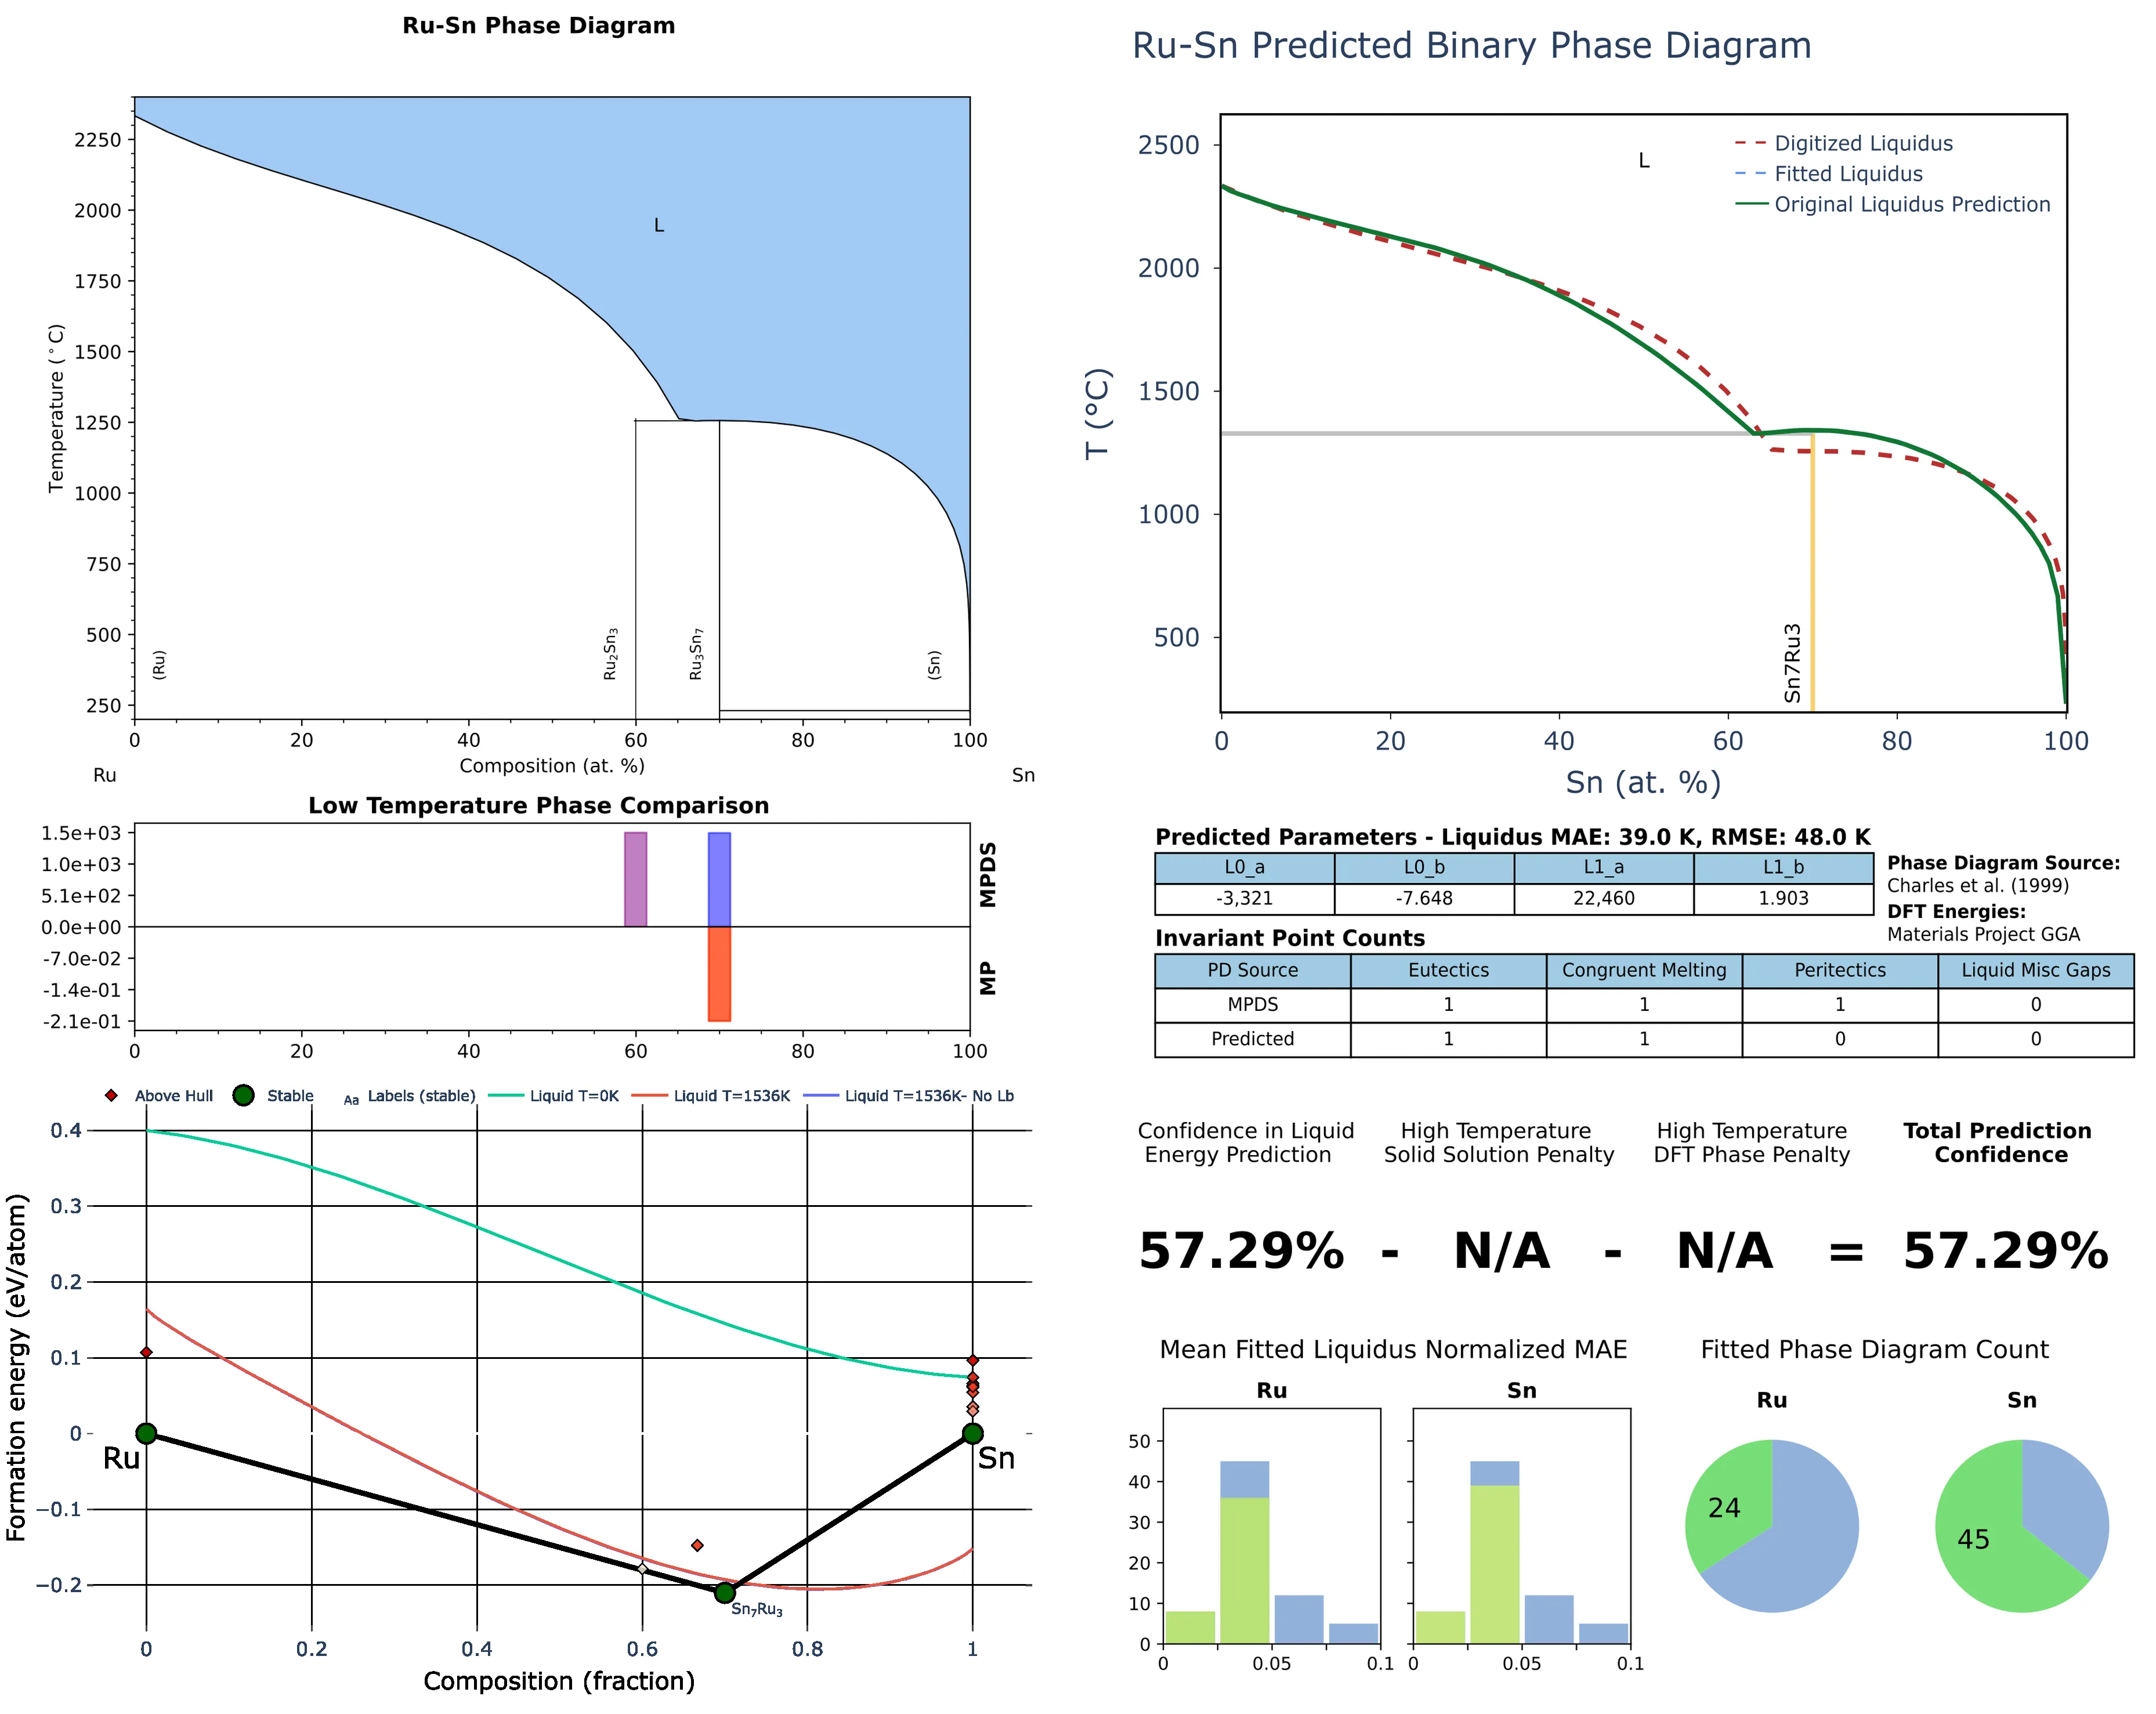 Ru-Sn Phase Diagram
2250
2000
1750
1500
1250
1000
750
500
250
Temperature (°C)
L
(Ru)
Ru2Sn3
Ru3Sn7
(Sn)
0 20 40 60 80 100
Composition (at. %)
Ru Sn
Low Temperature Phase Comparison
1.5e+03
1.0e+03
5.1e+02
0.0e+00
-7.0e-02
-1.4e-01
-2.1e-01
MPDS
MP
0 20 40 60 80 100
Above Hull Stable Aa Labels (stable) Liquid T=0K Liquid T=1536K Liquid T=1536K- No Lb
0.4
0.3
0.2
0.1
0
−0.1
−0.2
Formation energy (eV/atom)
Ru
Sn
Sn7Ru3
0 0.2 0.4 0.6 0.8 1
Composition (fraction)
Ru-Sn Predicted Binary Phase Diagram
2500
2000
1500
1000
500
T (°C)
L
Digitized Liquidus
Fitted Liquidus
Original Liquidus Prediction
Sn7Ru3
0 20 40 60 80 100
Sn (at. %)
Predicted Parameters - Liquidus MAE: 39.0 K, RMSE: 48.0 K
L0_a L0_b L1_a L1_b
-3,321 -7.648 22,460 1.903
Phase Diagram Source:
Charles et al. (1999)
DFT Energies:
Materials Project GGA
Invariant Point Counts
PD Source Eutectics Congruent Melting Peritectics Liquid Misc Gaps
MPDS 1 1 1 0
Predicted 1 1 0 0
Confidence in Liquid Energy Prediction
High Temperature Solid Solution Penalty
High Temperature DFT Phase Penalty
Total Prediction Confidence
57.29% - N/A - N/A = 57.29%
Mean Fitted Liquidus Normalized MAE
Ru
Sn
50
40
30
20
10
0
0 0.05 0.1
0 0.05 0.1
Fitted Phase Diagram Count
Ru
Sn
24
45